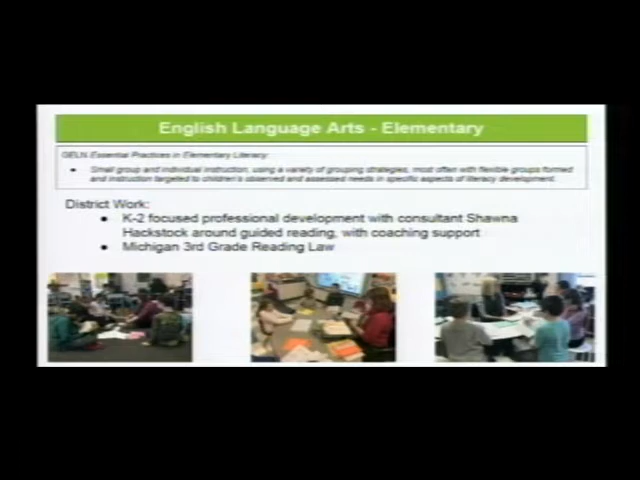 English Language Arts - Elementary
GELN Essential Practices in Elementary Literacy:
● Small group and individual instruction, using a variety of grouping strategies, most often with flexible groups formed
and instruction targeted to children's observed and assessed needs in specific aspects of literacy development.
District Work:
● K-2 focused professional development with consultant Shawna
Hackstock around guided reading, with coaching support
● Michigan 3rd Grade Reading Law